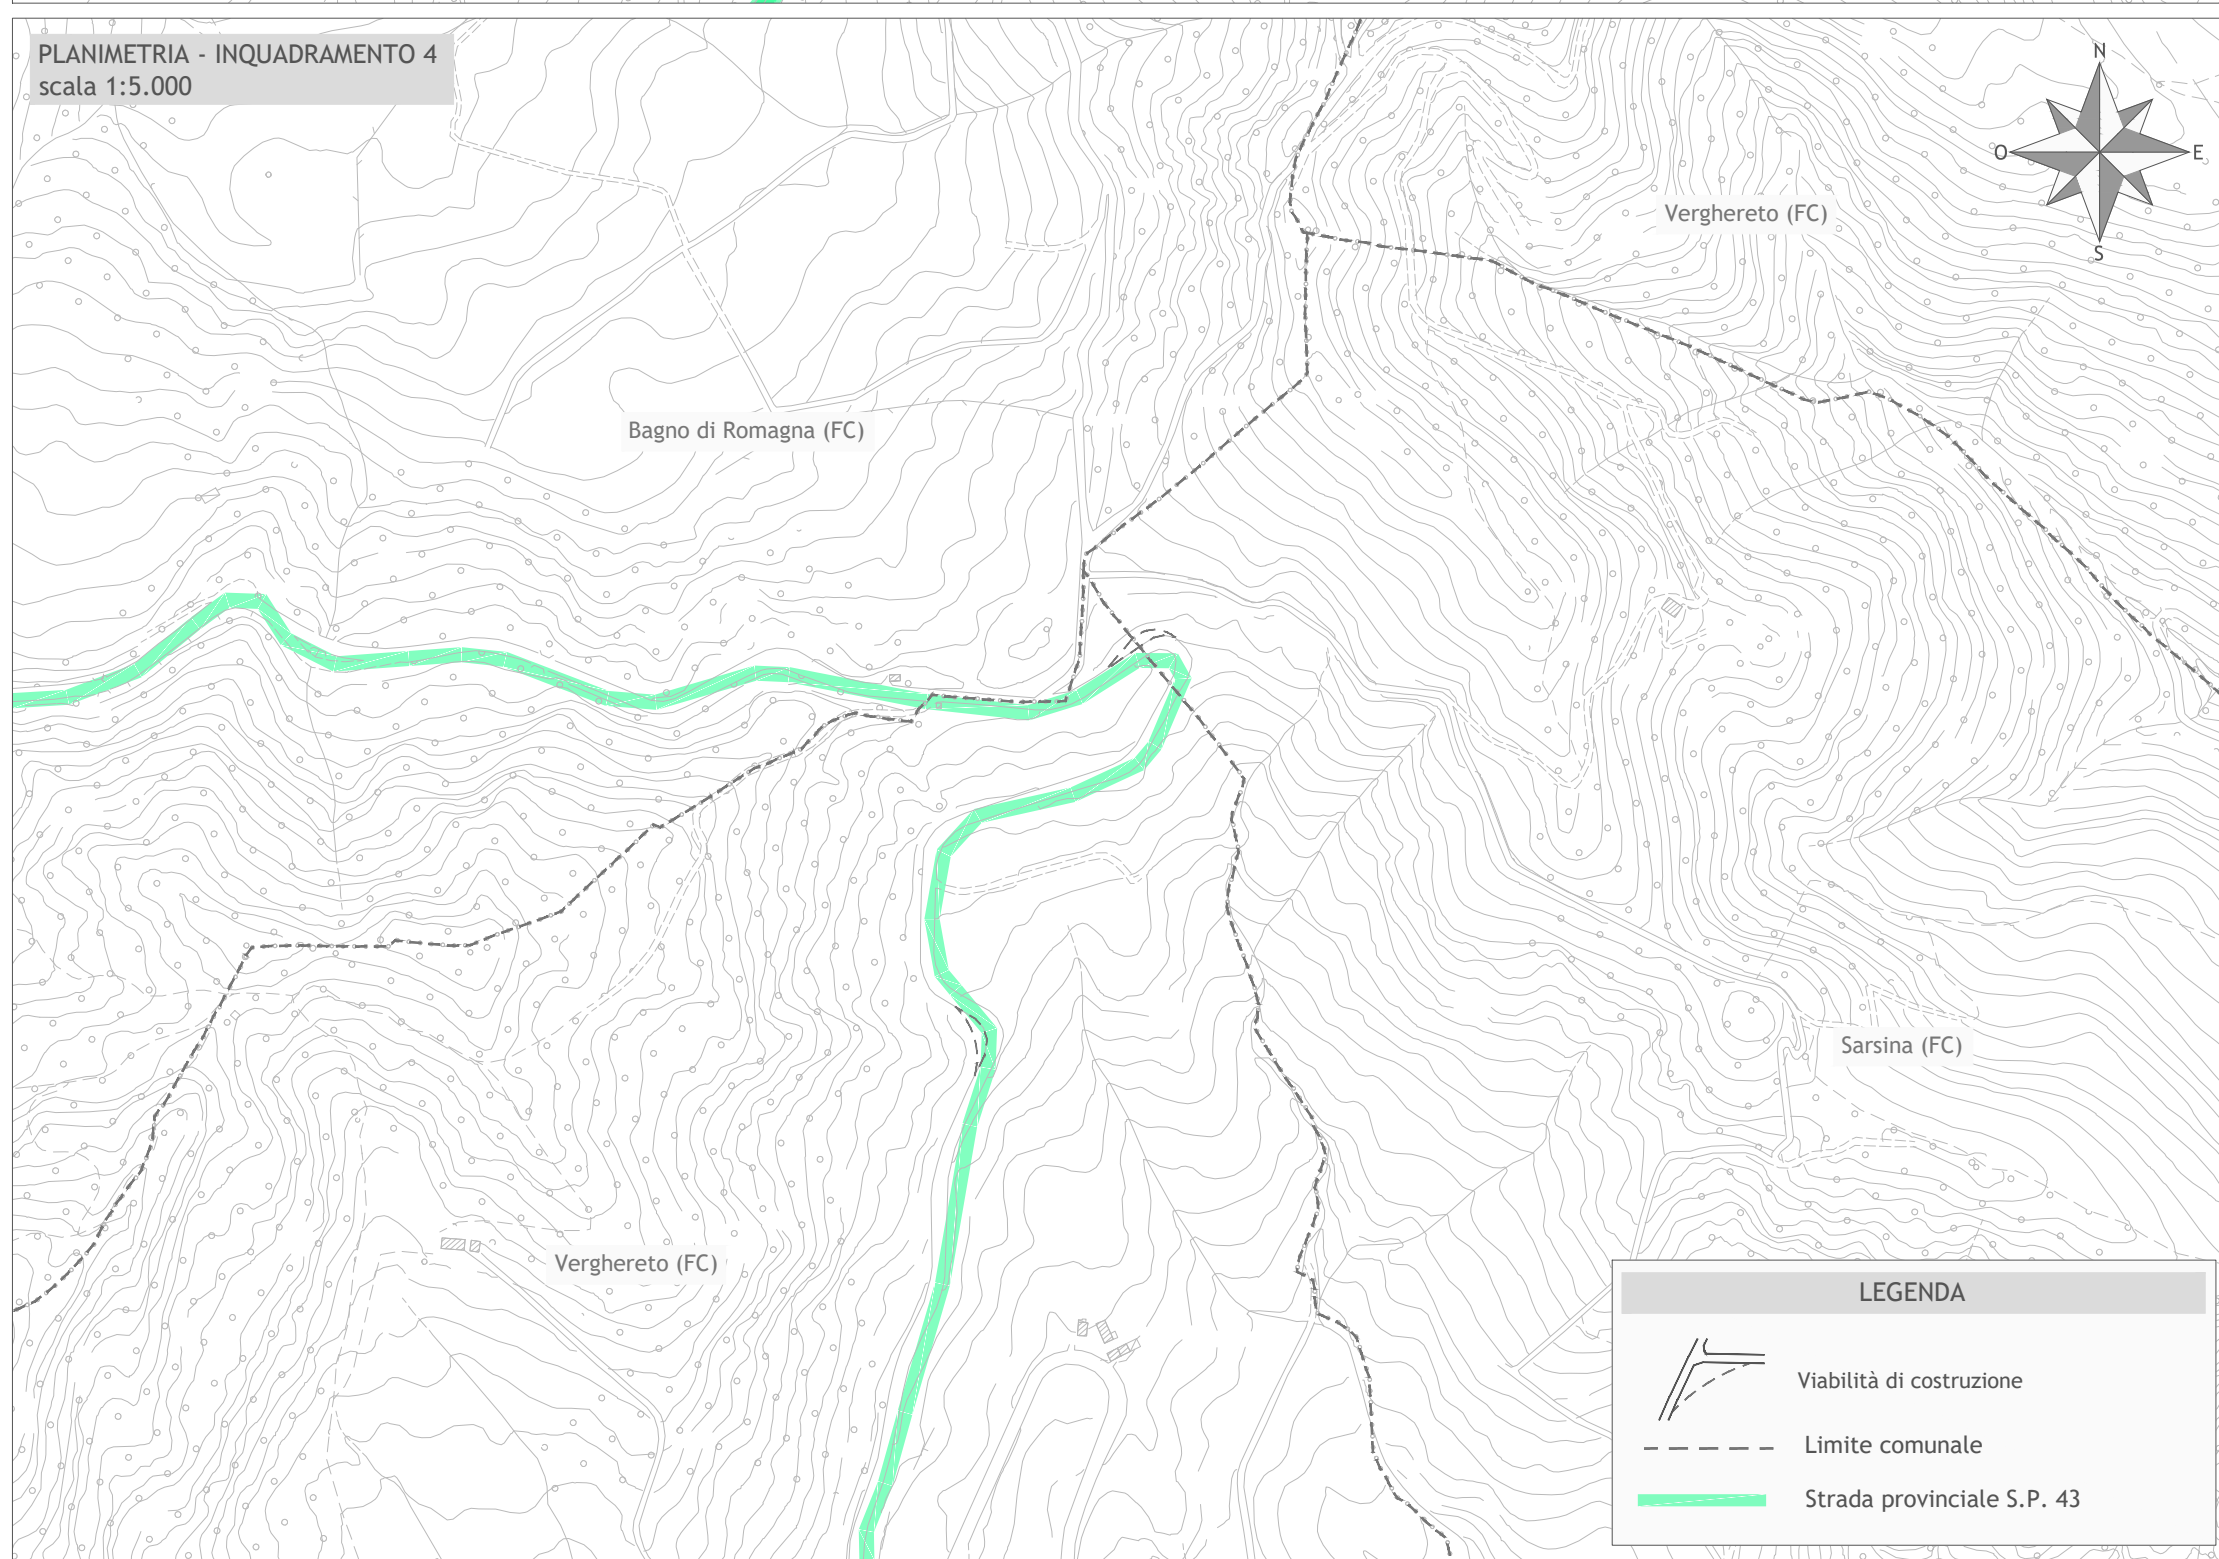 PLANIMETRIA - INQUADRAMENTO 4
scala 1:5.000
N
O
E
S
Verghereto (FC)
Bagno di Romagna (FC)
Sarsina (FC)
Verghereto (FC)
LEGENDA
Viabilità di costruzione
Limite comunale
Strada provinciale S.P. 43